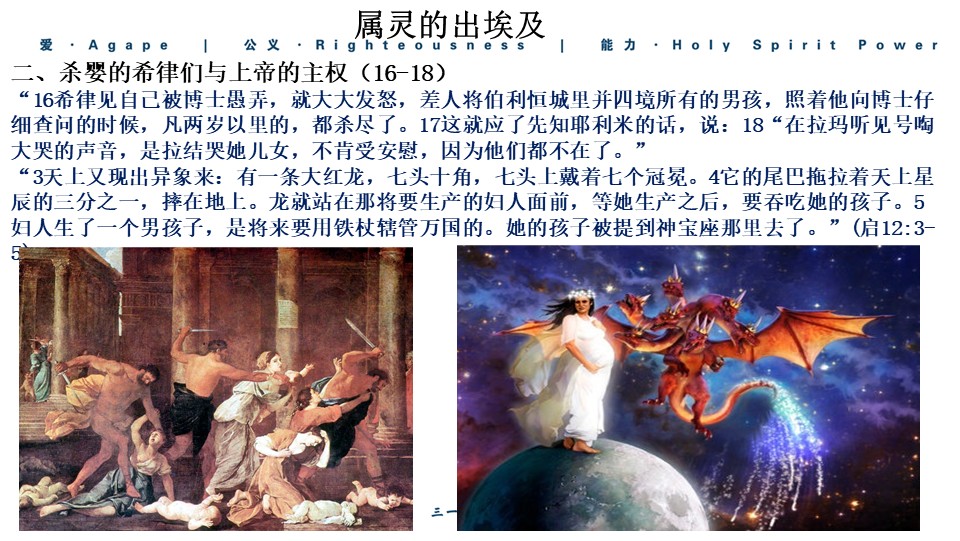 属灵的出埃及
爱·Agape | 公义·Righteousness | 能力·Holy Spirit Power
二、杀婴的希律们与上帝的主权（16-18）
“16希律见自己被博士愚弄，就大大发怒，差人将伯利恒城里并四境所有的男孩，照着他向博士仔
细查问的时候，凡两岁以里的，都杀尽了。17这就应了先知耶利米的话，说：18“在拉玛听见号啕
大哭的声音，是拉结哭她儿女，不肯受安慰，因为他们都不在了。”
“3天上又现出异象来：有一条大红龙，七头十角，七头上戴着七个冠冕。4它的尾巴拖拉着天上星
辰的三分之一，摔在地上。龙就站在那将要生产的妇人面前，等她生产之后，要吞吃她的孩子。5
妇人生了一个男孩子，是将来要用铁杖辖管万国的。她的孩子被提到神宝座那里去了。”(启12:3-
5)
三一